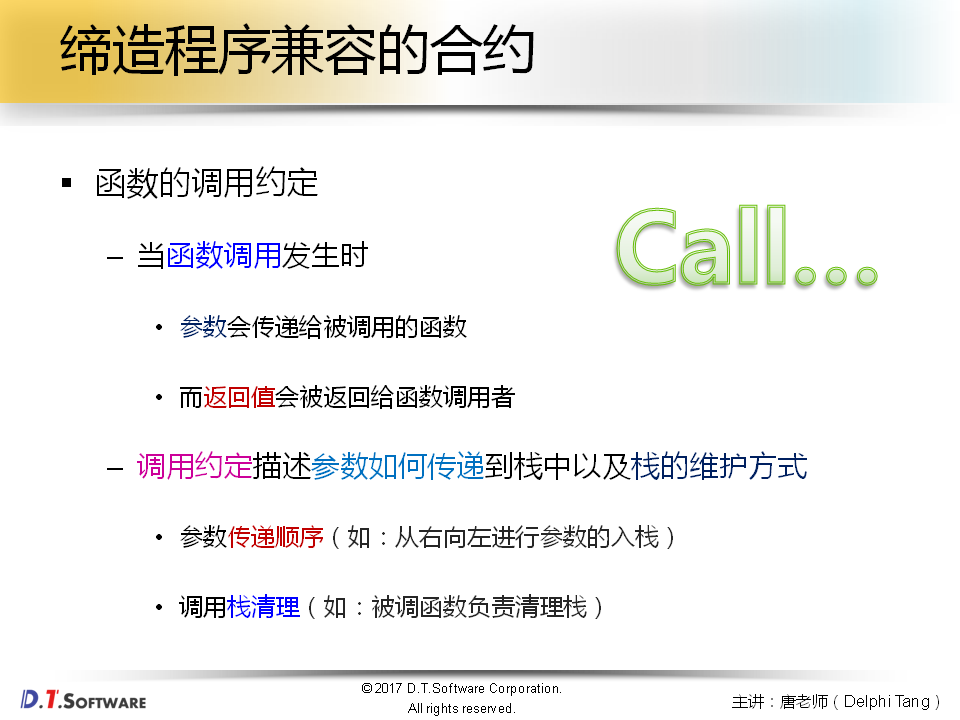 缔造程序兼容的合约
▪ 函数的调用约定
Call...
– 当函数调用发生时
• 参数会传递给被调用的函数
• 而返回值会被返回给函数调用者
– 调用约定描述参数如何传递到栈中以及栈的维护方式
• 参数传递顺序（如：从右向左进行参数的入栈）
• 调用栈清理（如：被调函数负责清理栈）
D.T.SOFTWARE
©2017 D.T.Software Corporation.
All rights reserved.
主讲：唐老师（Delphi Tang）